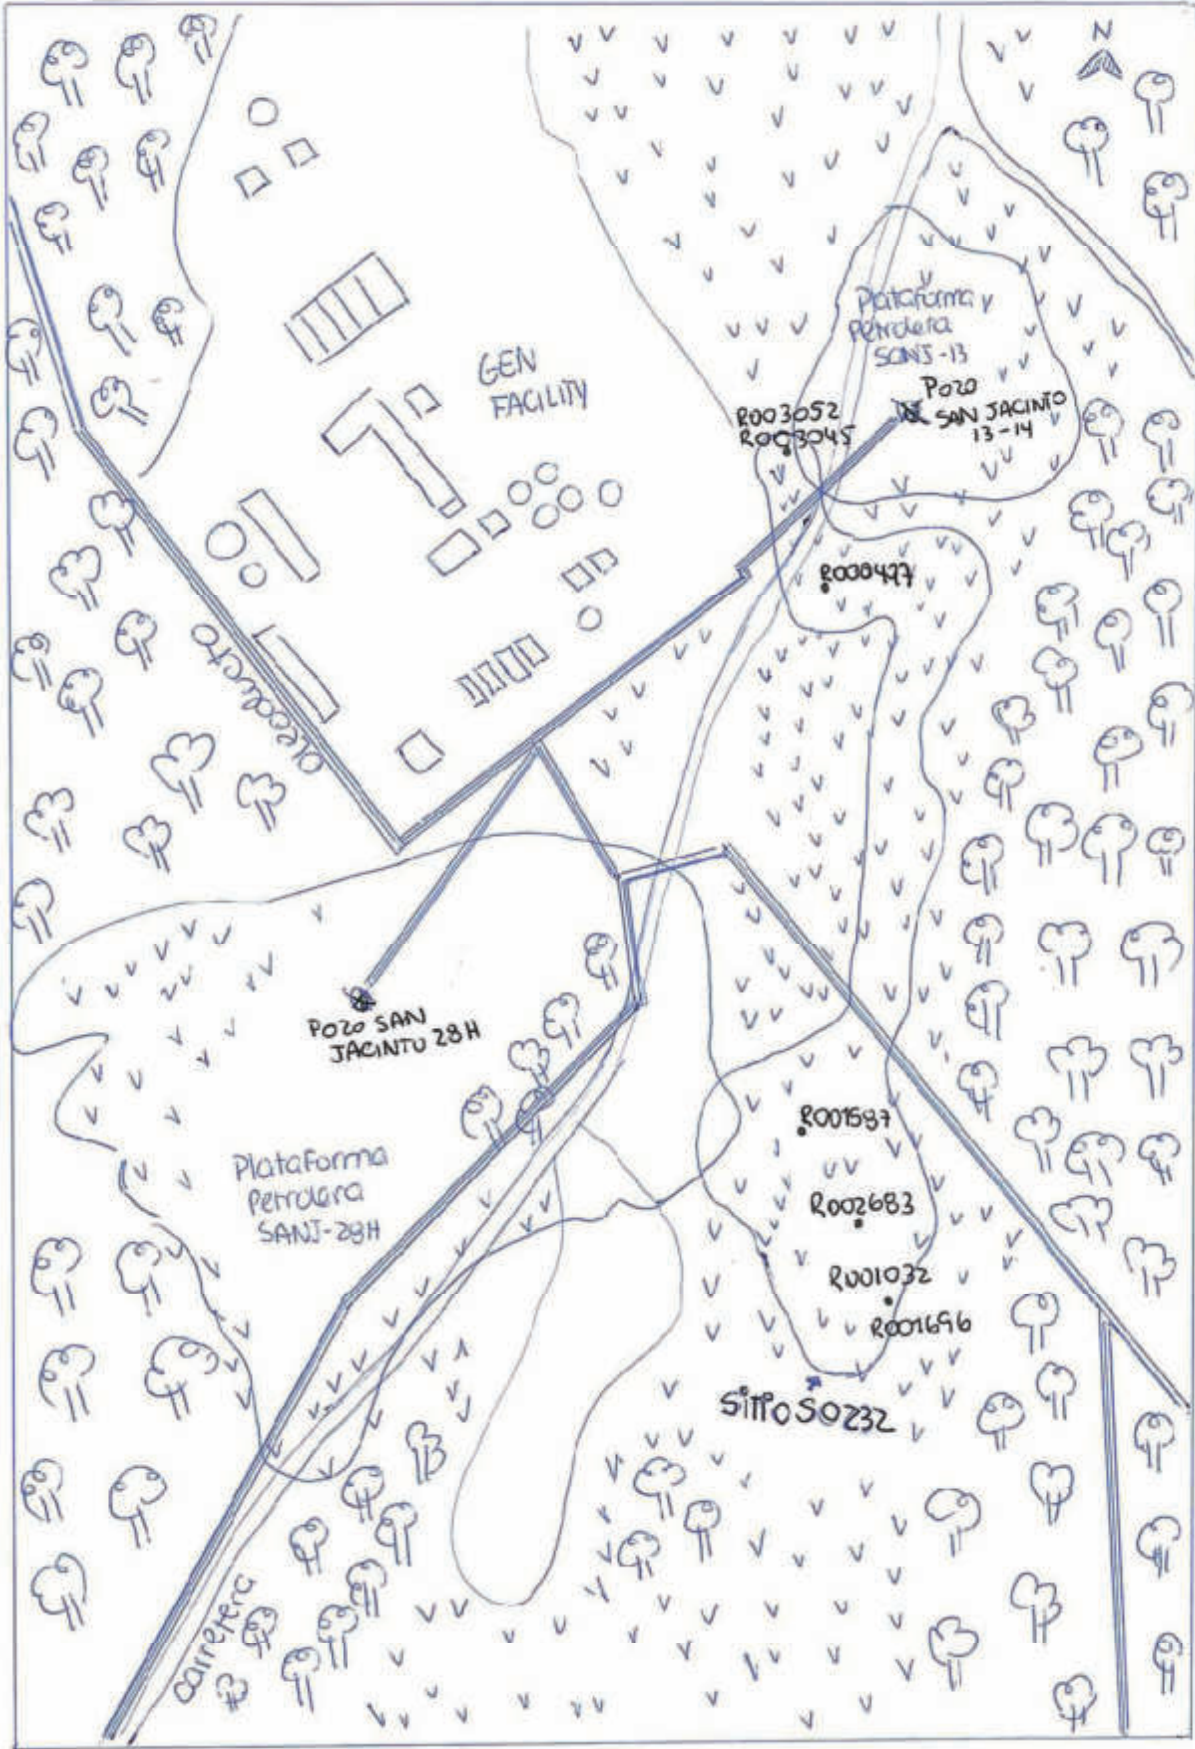 N
Plataforma
Petrolera
SANJ-13
GEN
FACILITY
POZO
SAN JACINTO
13-14
R003052
R003045
R000477
oleoducto
POZO SAN
JACINTO 28H
Plataforma
Petrolera
SANJ-28H
R001587
R002683
R001032
R001696
SitiO S0232
carretera